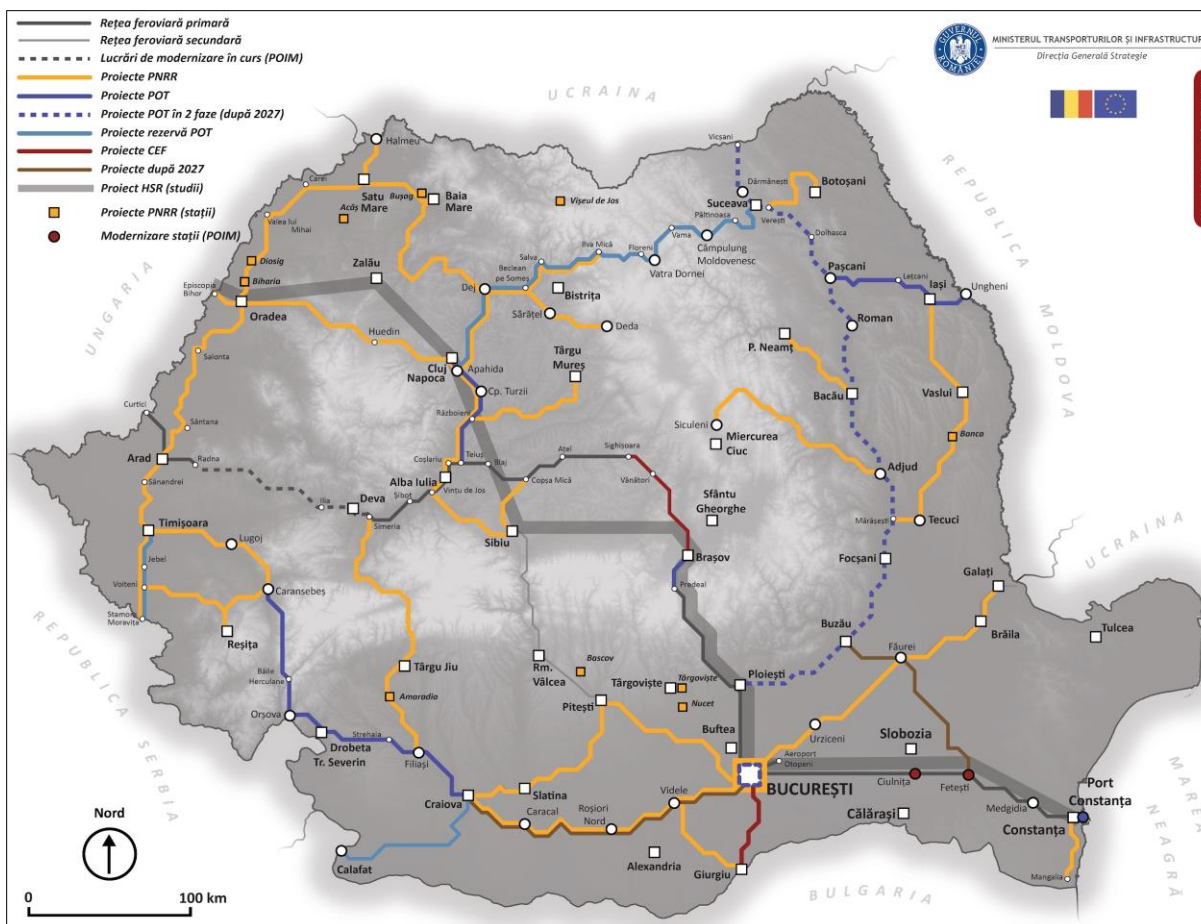 Rețea feroviară primară
Rețea feroviară secundară
Lucrări de modernizare în curs (POIM)
Proiecte PNRR
Proiecte POT
Proiecte POT în 2 faze (după 2027)
Proiecte rezervă POT
Proiecte CEF
Proiecte după 2027
Proiect HSR (studii)
Proiecte PNRR (stații)
Modernizare stații (POIM)
GUVERNUL ROMÂNIEI
MINISTERUL TRANSPORTURILOR ȘI INFRASTRUCTUR
Direcția Generală Strategie
UCRAINA
REPUBLICA
MOLDOVA
UCRAINA
UNGARIA
REPUBLICA
SERBIA
BULGARIA
MAREA
NEAGRĂ
Halmeu
Vicșani
Carei
Satu
Mare
Bușag
Baia
Mare
Acâș
Vișeul de Jos
Dărmănești
Suceava
Botoșani
Verești
Valea lui
Mihai
Salva
Ilva Mică
Floreni
Vama
Păltinoasa
Câmpulung
Moldovenesc
Dolhasca
Diosig
Biharia
Zalău
Beclean
pe Someș
Vatra Dornei
Pașcani
Lețcani
Iași
Ungheni
Episcopia
Bihor
Oradea
Dej
Bistrița
Sărățel
Deda
Roman
Huedin
Cluj
Napoca
Apahida
Târgu
Mureș
P. Neamț
Salonta
Cp. Turzii
Bacău
Vaslui
Curtici
Sântana
Războieni
Siculeni
Miercurea
Ciuc
Banca
Arad
Radna
Coșlariu
Teiuș
Blaj
Atel
Sighișoara
Adjud
Sânandrei
Ilia
Deva
Șibot
Alba Iulia
Vințu de Jos
Copșa Mică
Vânători
Sfântu
Gheorghe
Mărășești
Tecuci
Simeria
Timișoara
Lugoj
Sibiu
Brașov
Focșani
Jebel
Predeal
Galați
Voiteni
Caransebeș
Stamora
Moravița
Reșița
Buzău
Făurei
Brăila
Tulcea
Târgu Jiu
Rm.
Vâlcea
Bascov
Târgoviște
Târgoviște
Nucet
Ploiești
Băile
Herculane
Amaradia
Pitești
Orșova
Strehaia
Drobeta
Tr. Severin
Filiași
Buftea
Urziceni
Slobozia
Aeroport
Otopeni
BUCUREȘTI
Ciulnița
Fetești
Port
Constanța
Craiova
Slatina
Videle
Medgidia
Caracal
Roșiori
Nord
Călărași
Constanța
Calafat
Alexandria
Giurgiu
Mangalia
Nord
0
100 km